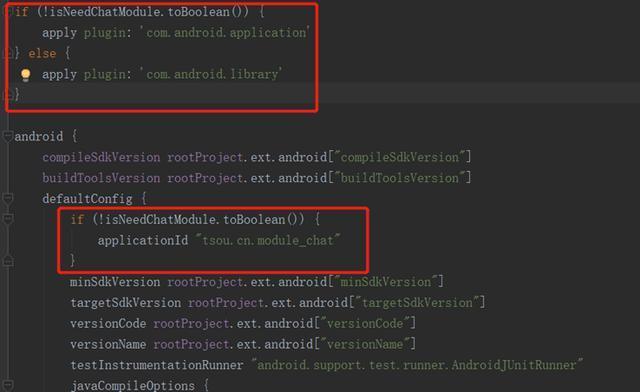 if (!isNeedChatModule.toBoolean()) {
    apply plugin: 'com.android.application'
} else {
    apply plugin: 'com.android.library'
}
android {
    compileSdkVersion rootProject.ext.android["compileSdkVersion"]
    buildToolsVersion rootProject.ext.android["buildToolsVersion"]
    defaultConfig {
        if (!isNeedChatModule.toBoolean()) {
            applicationId "tsou.cn.module_chat"
        }
        minSdkVersion rootProject.ext.android["minSdkVersion"]
        targetSdkVersion rootProject.ext.android["targetSdkVersion"]
        versionCode rootProject.ext.android["versionCode"]
        versionName rootProject.ext.android["versionName"]
        testInstrumentationRunner "android.support.test.runner.AndroidJUnitRunner"
        javaCompileOptions {